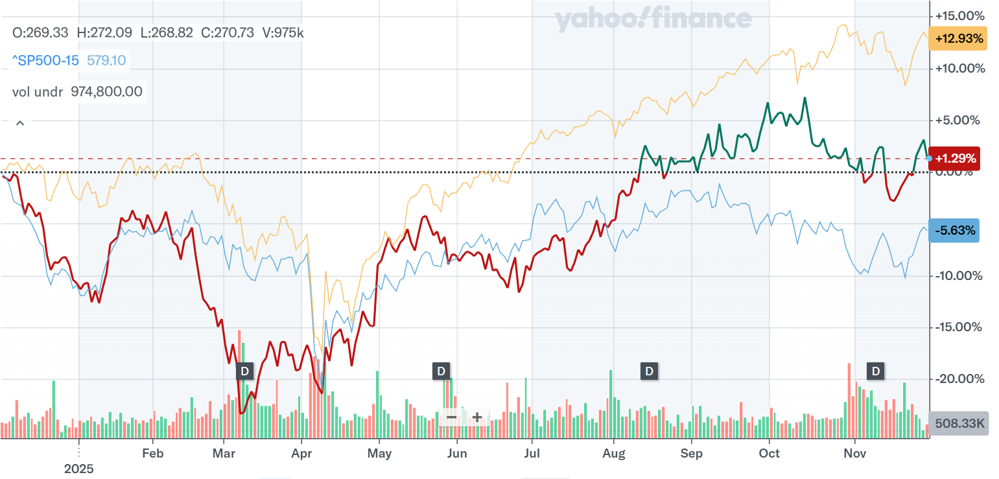 yahoo!finance
O:269.33 H:272.09 L:268.82 C:270.73 V:975k
^SP500-15 579.10
vol undr 974,800.00
+15.00%
+12.93%
+10.00%
+5.00%
+1.29%
0.00%
-5.63%
-10.00%
-15.00%
-20.00%
D D D D
− +
508.33K
Feb Mar Apr May Jun Jul Aug Sep Oct Nov
2025